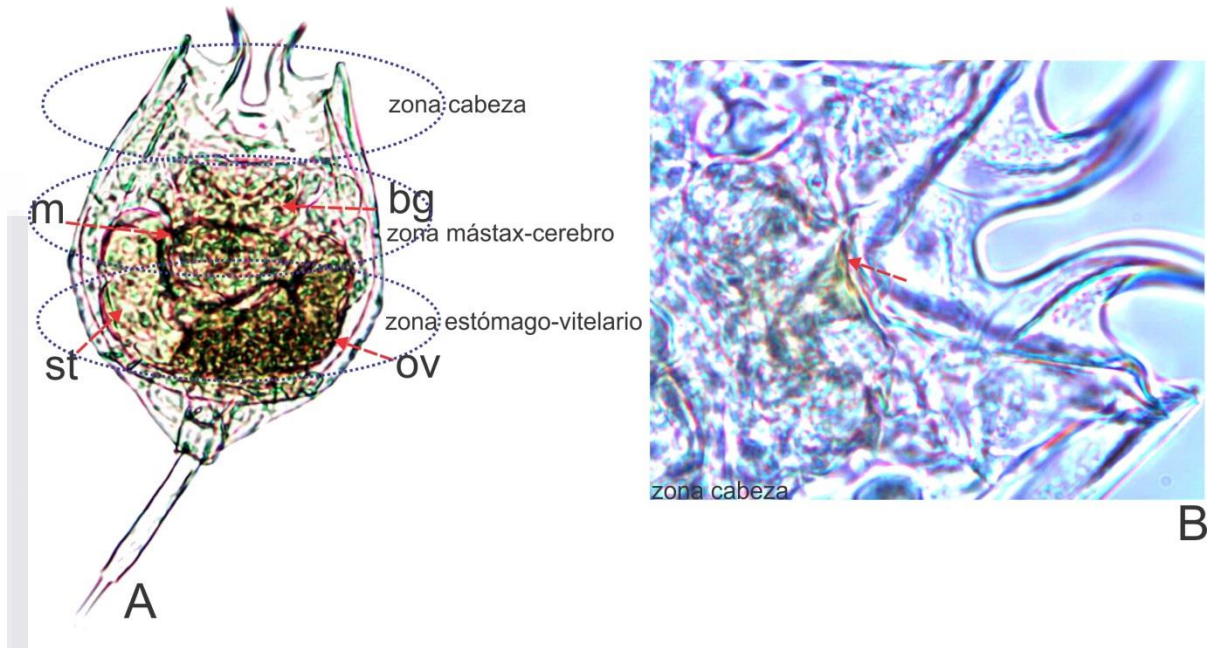 zona cabeza
m
bg
zona mástax-cerebro
zona estómago-vitelario
st
ov
A
zona cabeza
B